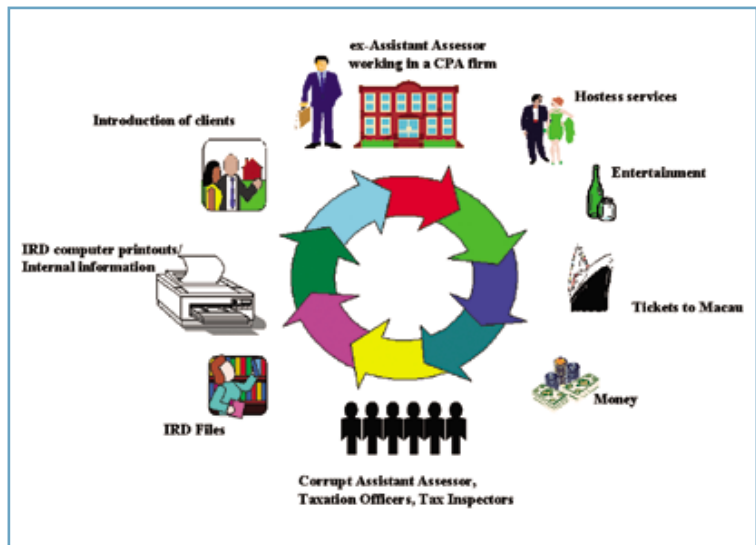 ex-Assistant Assessor
working in a CPA firm
Hostess services
Introduction of clients
Entertainment
IRD computer printouts/
Internal information
Tickets to Macau
Money
IRD Files
Corrupt Assistant Assessor,
Taxation Officers, Tax Inspectors